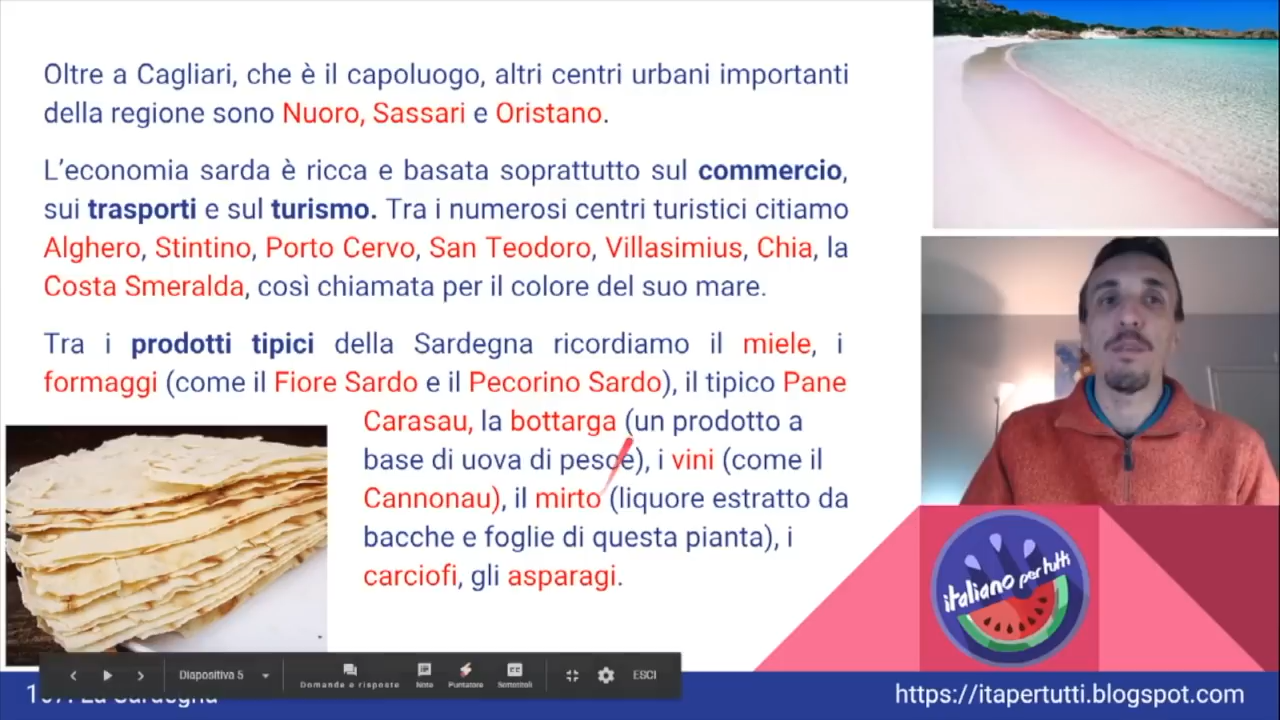 Oltre a Cagliari, che è il capoluogo, altri centri urbani importanti
della regione sono Nuoro, Sassari e Oristano.
L'economia sarda è ricca e basata soprattutto sul commercio,
sui trasporti e sul turismo. Tra i numerosi centri turistici citiamo
Alghero, Stintino, Porto Cervo, San Teodoro, Villasimius, Chia, la
Costa Smeralda, così chiamata per il colore del suo mare.
Tra i prodotti tipici della Sardegna ricordiamo il miele, i
formaggi (come il Fiore Sardo e il Pecorino Sardo), il tipico Pane
Carasau, la bottarga (un prodotto a
base di uova di pesce), i vini (come il
Cannonau), il mirto (liquore estratto da
bacche e foglie di questa pianta), i
carciofi, gli asparagi.
italiano per tutti
Diapositiva 5
Domande e risposte
Note
Puntatore
Sottotitoli
ESCI
La Sardegna
https://itapertutti.blogspot.com